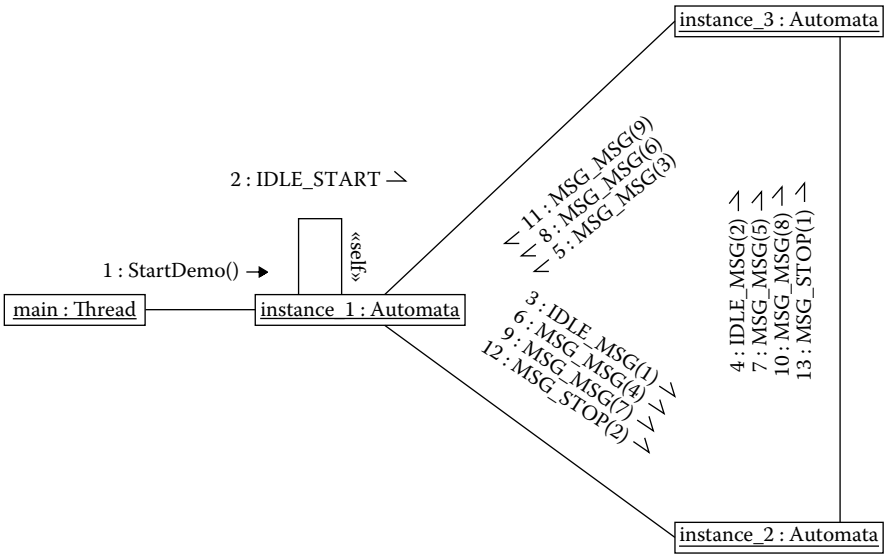 instance_3 : Automata
11 : MSG_MSG(9)
8 : MSG_MSG(6)
5 : MSG_MSG(3)
2 : IDLE_START
«self»
1 : StartDemo()
main : Thread
instance_1 : Automata
3 : IDLE_MSG(1)
6 : MSG_MSG(4)
9 : MSG_MSG(7)
12 : MSG_STOP(2)
4 : IDLE_MSG(2)
7 : MSG_MSG(5)
10 : MSG_MSG(8)
13 : MSG_STOP(1)
instance_2 : Automata